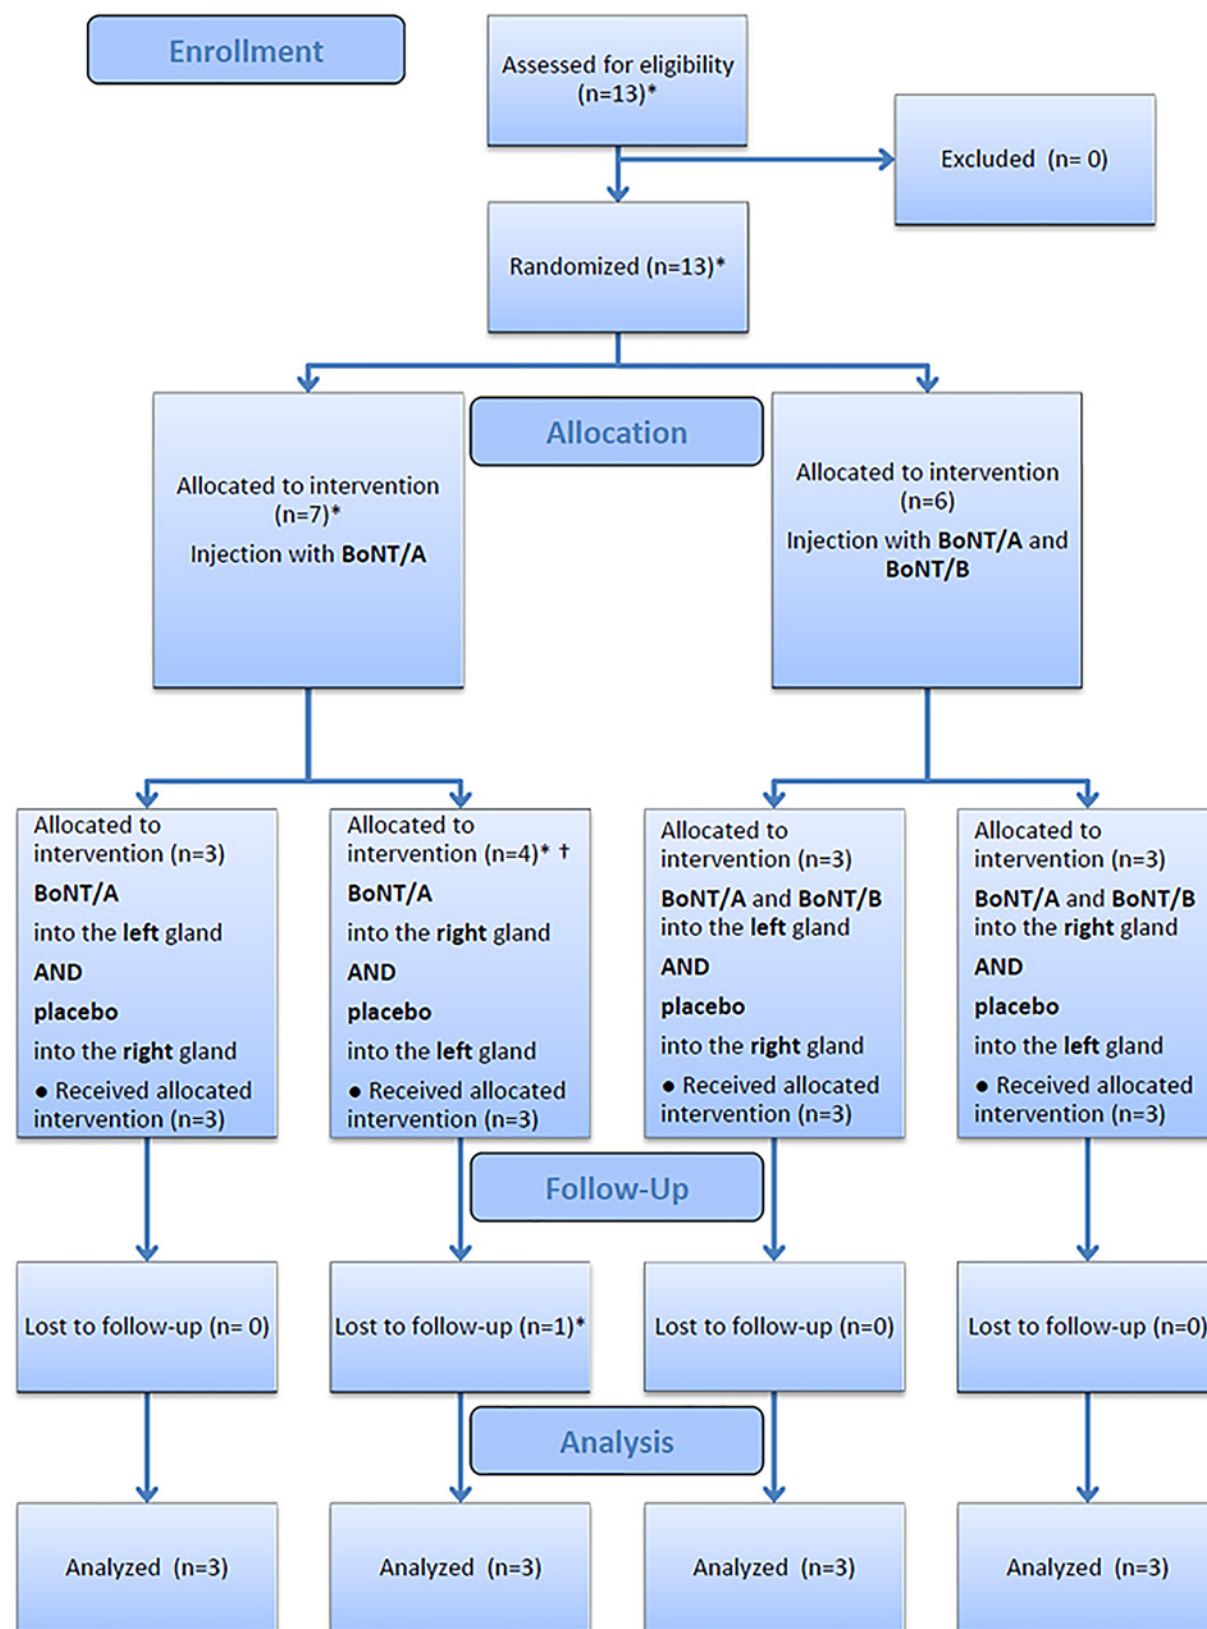 Enrollment
Assessed for eligibility
(n=13)*
Excluded (n= 0)
Randomized (n=13)*
Allocation
Allocated to intervention
(n=7)*
Injection with BoNT/A
Allocated to intervention
(n=6)
Injection with BoNT/A and
BoNT/B
Allocated to
intervention (n=3)
BoNT/A
into the left gland
AND
placebo
into the right gland
● Received allocated
intervention (n=3)
Allocated to
intervention (n=4)* †
BoNT/A
into the right gland
AND
placebo
into the left gland
● Received allocated
intervention (n=3)
Allocated to
intervention (n=3)
BoNT/A and BoNT/B
into the left gland
AND
placebo
into the right gland
● Received allocated
intervention (n=3)
Allocated to
intervention (n=3)
BoNT/A and BoNT/B
into the right gland
AND
placebo
into the left gland
● Received allocated
intervention (n=3)
Follow-Up
Lost to follow-up (n= 0)
Lost to follow-up (n=1)*
Lost to follow-up (n=0)
Lost to follow-up (n=0)
Analysis
Analyzed (n=3)
Analyzed (n=3)
Analyzed (n=3)
Analyzed (n=3)